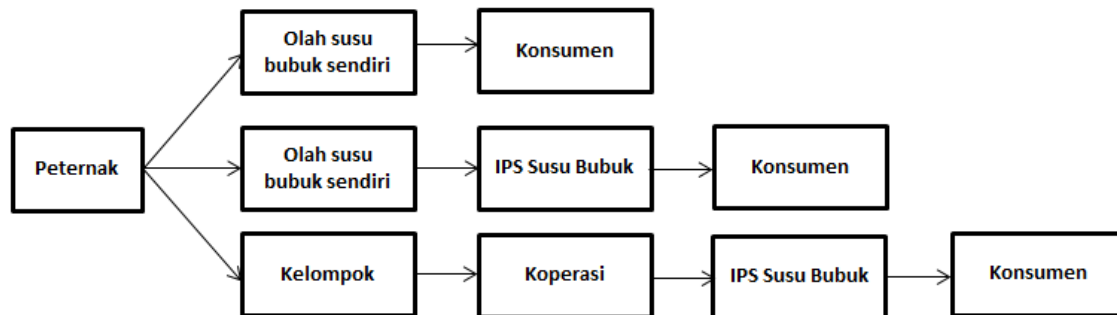 Olah susu
bubuk sendiri
Konsumen
Peternak
Olah susu
bubuk sendiri
IPS Susu Bubuk
Konsumen
Kelompok
Koperasi
IPS Susu Bubuk
Konsumen